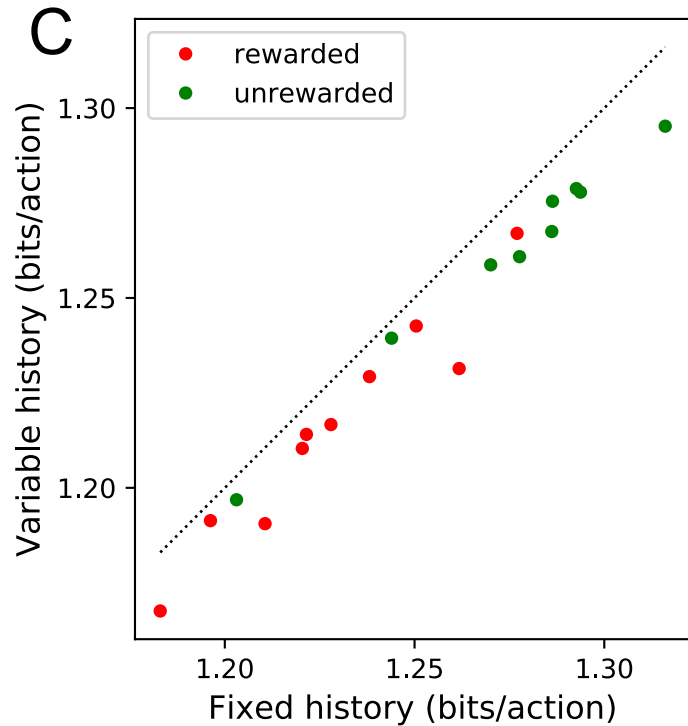 C
rewarded
unrewarded
Variable history (bits/action)
1.30
1.25
1.20
1.20 1.25 1.30
Fixed history (bits/action)